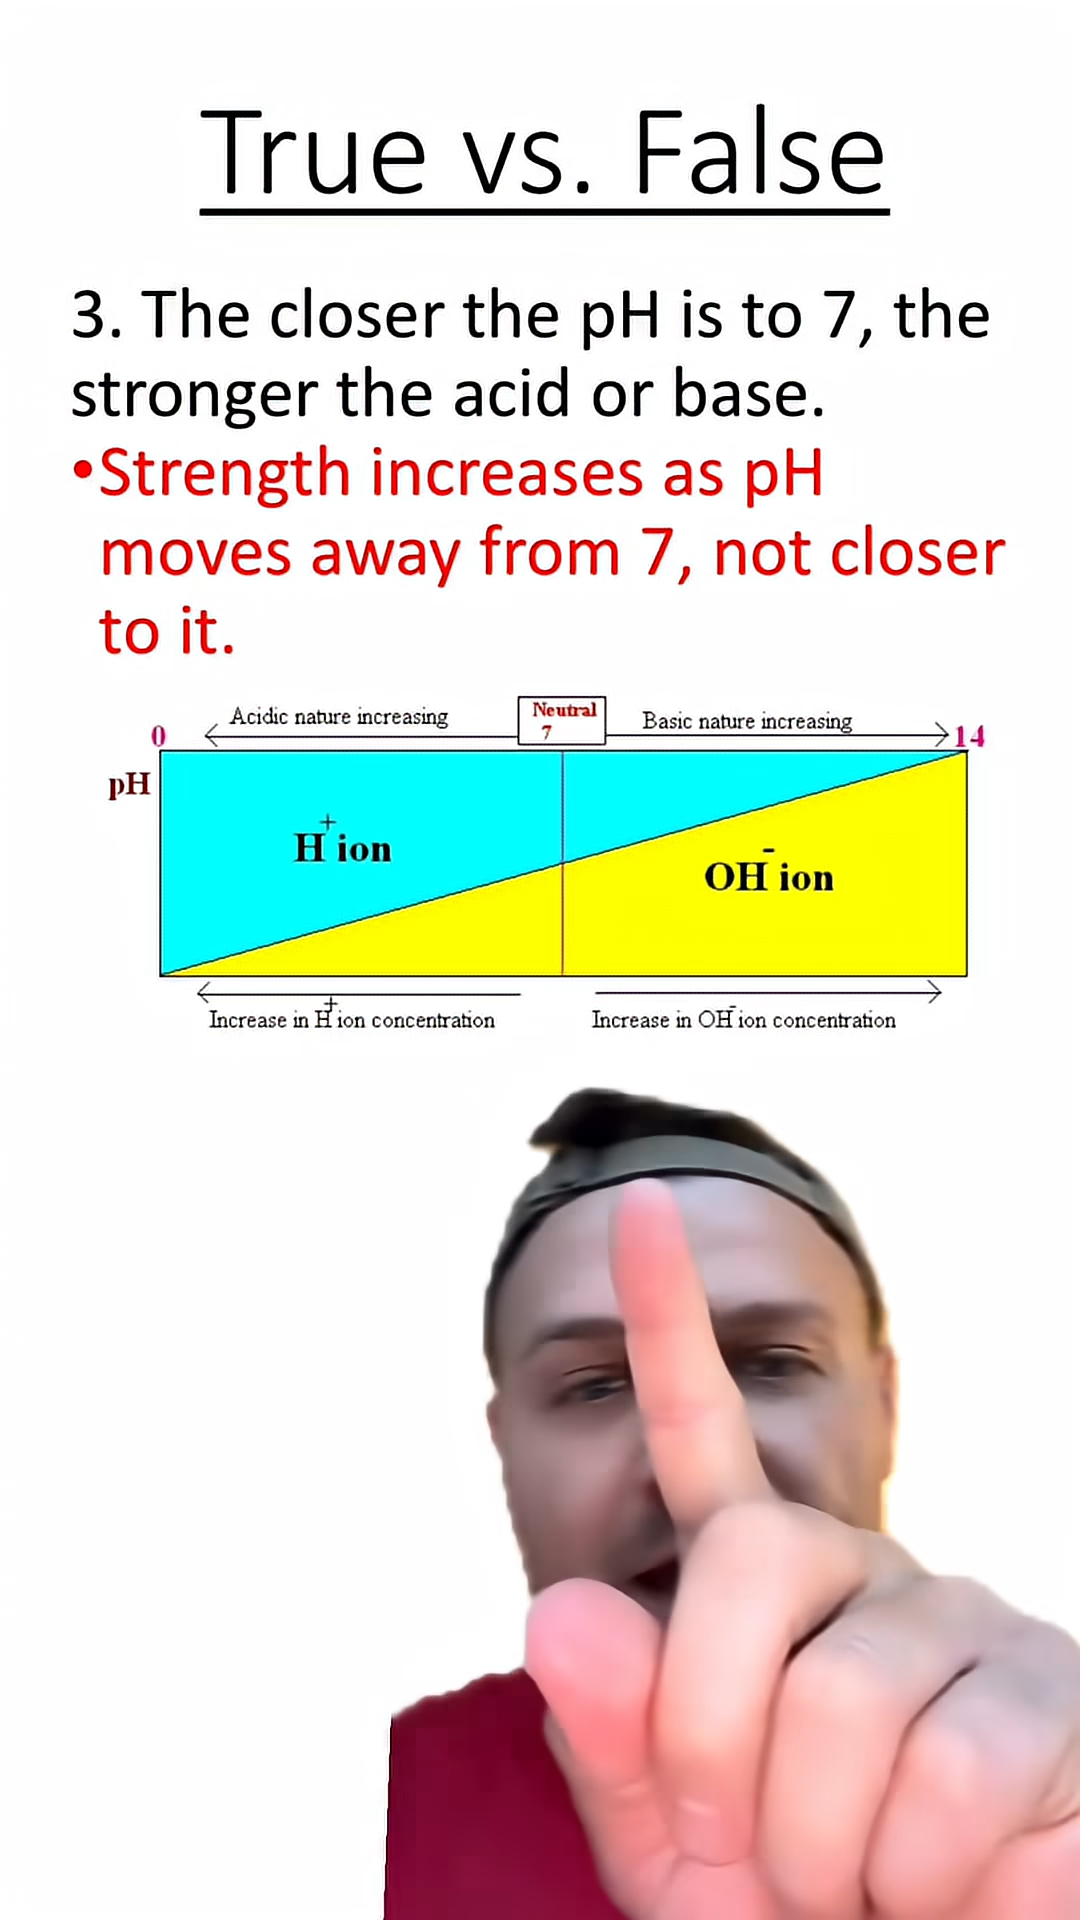 True vs. False
3. The closer the pH is to 7, the
stronger the acid or base.
•Strength increases as pH
moves away from 7, not closer
to it.
Acidic nature increasing
Neutral
7
Basic nature increasing
0
14
pH
H⁺ ion
OH⁻ ion
Increase in H⁺ ion concentration
Increase in OH⁻ ion concentration